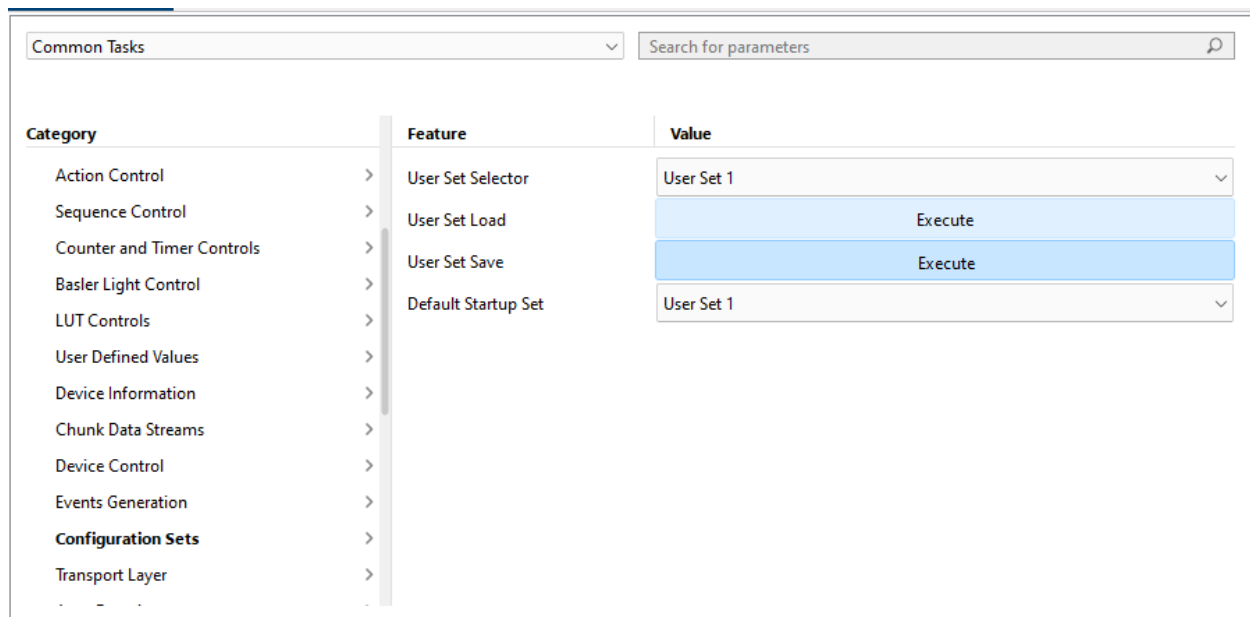 Common Tasks
Search for parameters
Category
Feature
Value
Action Control
Sequence Control
Counter and Timer Controls
Basler Light Control
LUT Controls
User Defined Values
Device Information
Chunk Data Streams
Device Control
Events Generation
Configuration Sets
Transport Layer
User Set Selector
User Set 1
User Set Load
Execute
User Set Save
Execute
Default Startup Set
User Set 1